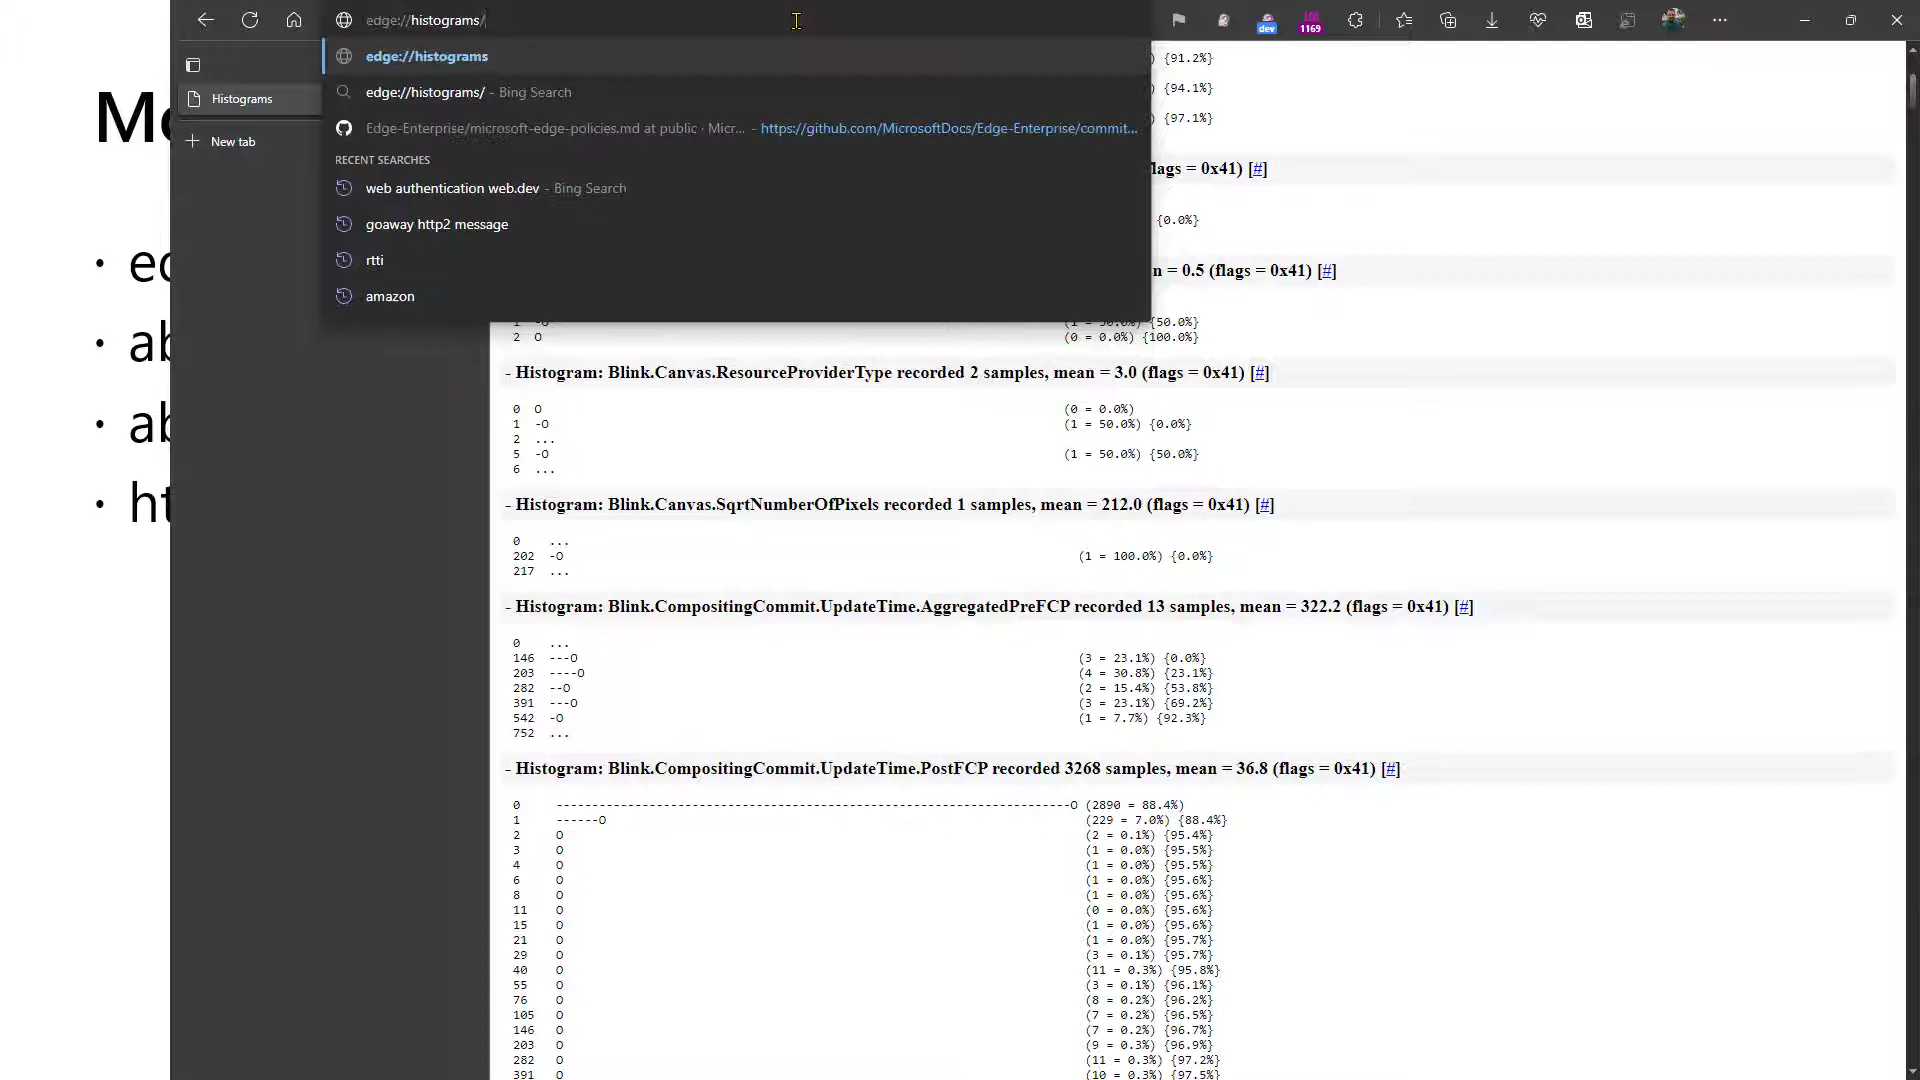 edge://histograms/
dev
1169
edge://histograms
edge://histograms/ - Bing Search
Edge-Enterprise/microsoft-edge-policies.md at public · Micr... - https://github.com/MicrosoftDocs/Edge-Enterprise/commit...
RECENT SEARCHES
web authentication web.dev - Bing Search
goaway http2 message
rtti
amazon
Histograms
New tab
) {91.2%}
) {94.1%}
) {97.1%}
lags = 0x41) [#]
{0.0%}
n = 0.5 (flags = 0x41) [#]
1 -O (1 = 50.0%) {50.0%}
2 O (0 = 0.0%) {100.0%}
- Histogram: Blink.Canvas.ResourceProviderType recorded 2 samples, mean = 3.0 (flags = 0x41) [#]
0 O (0 = 0.0%)
1 -O (1 = 50.0%) {0.0%}
2 ...
5 -O (1 = 50.0%) {50.0%}
6 ...
- Histogram: Blink.Canvas.SqrtNumberOfPixels recorded 1 samples, mean = 212.0 (flags = 0x41) [#]
0 ...
202 -O (1 = 100.0%) {0.0%}
217 ...
- Histogram: Blink.CompositingCommit.UpdateTime.AggregatedPreFCP recorded 13 samples, mean = 322.2 (flags = 0x41) [#]
0 ...
146 ---O (3 = 23.1%) {0.0%}
203 ----O (4 = 30.8%) {23.1%}
282 --O (2 = 15.4%) {53.8%}
391 ---O (3 = 23.1%) {69.2%}
542 -O (1 = 7.7%) {92.3%}
752 ...
- Histogram: Blink.CompositingCommit.UpdateTime.PostFCP recorded 3268 samples, mean = 36.8 (flags = 0x41) [#]
0 ------------------------------------------------------------------------O (2890 = 88.4%)
1 ------O (229 = 7.0%) {88.4%}
2 O (2 = 0.1%) {95.4%}
3 O (1 = 0.0%) {95.5%}
4 O (1 = 0.0%) {95.5%}
6 O (1 = 0.0%) {95.6%}
8 O (1 = 0.0%) {95.6%}
11 O (0 = 0.0%) {95.6%}
15 O (1 = 0.0%) {95.6%}
21 O (1 = 0.0%) {95.7%}
29 O (3 = 0.1%) {95.7%}
40 O (11 = 0.3%) {95.8%}
55 O (3 = 0.1%) {96.1%}
76 O (8 = 0.2%) {96.2%}
105 O (7 = 0.2%) {96.5%}
146 O (7 = 0.2%) {96.7%}
203 O (9 = 0.3%) {96.9%}
282 O (11 = 0.3%) {97.2%}
391 O (10 = 0.3%) {97.5%}